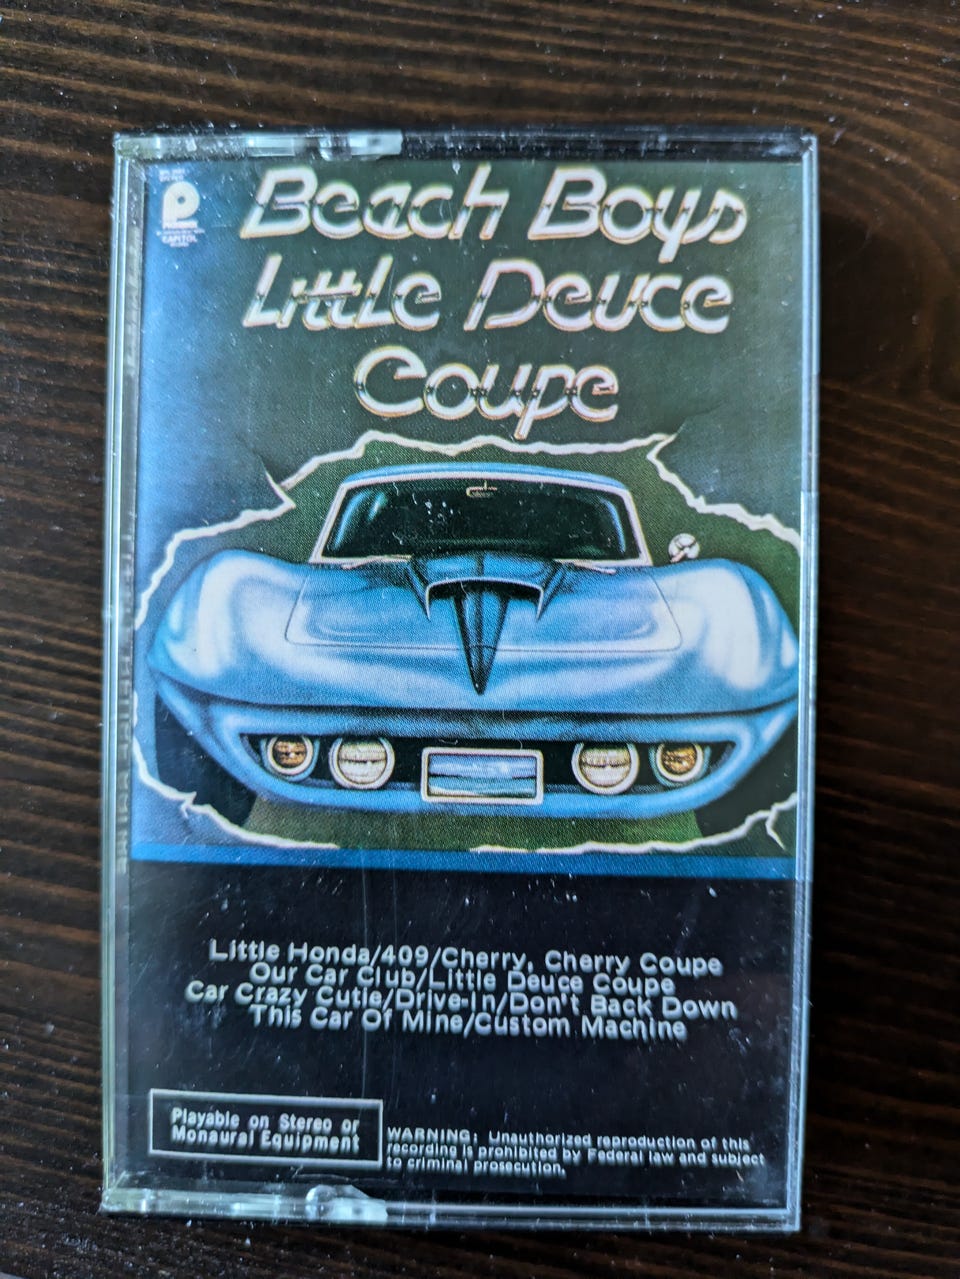 P
PICKWICK
CAPITOL
Beach Boys
Little Deuce
Coupe
Little Honda/409/Cherry, Cherry Coupe
Our Car Club/Little Deuce Coupe
Car Crazy Cutie/Drive-In/Don't Back Down
This Car Of Mine/Custom Machine
Playable on Stereo or
Monaural Equipment
WARNING: Unauthorized reproduction of this
recording is prohibited by Federal law and subject
to criminal prosecution.